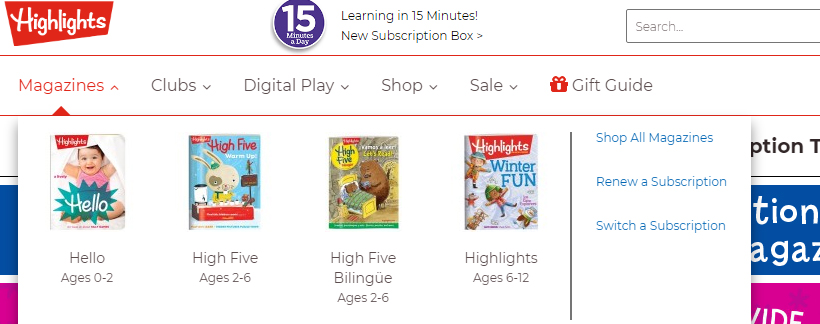 Highlights
15
Minutes
a Day
Learning in 15 Minutes!
New Subscription Box >
Search...
Magazines
Clubs
Digital Play
Shop
Sale
Gift Guide
Highlights
Hello
Hello
Ages 0-2
High Five
Warm Up!
High Five
Ages 2-6
¡Vamos a leer!
Let's Read!
High Five
High Five
Bilingüe
Ages 2-6
Highlights
Winter
FUN
Highlights
Ages 6-12
Shop All Magazines
Renew a Subscription
Switch a Subscription
ption T
tion
agaz
VIDE